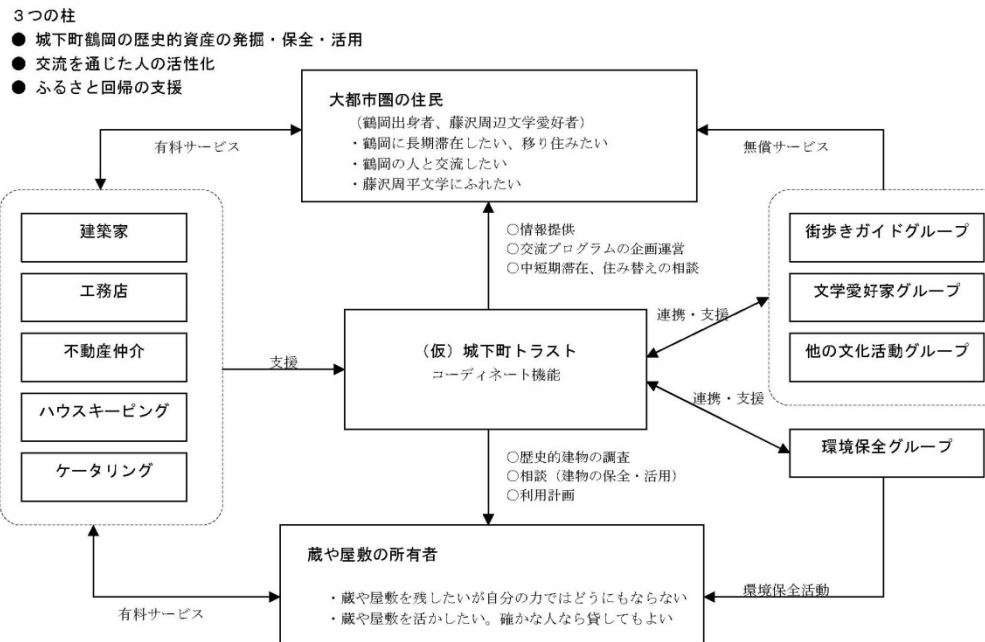 3つの柱
● 城下町鶴岡の歴史的資産の発掘・保全・活用
● 交流を通じた人の活性化
● ふるさと回帰の支援
大都市圏の住民
（鶴岡出身者、藤沢周辺文学愛好者）
・鶴岡に長期滞在したい、移り住みたい
・鶴岡の人と交流したい
・藤沢周平文学にふれたい
有料サービス
無償サービス
建築家
工務店
不動産仲介
ハウスキーピング
ケータリング
○情報提供
○交流プログラムの企画運営
○中短期滞在、住み替えの相談
街歩きガイドグループ
文学愛好家グループ
他の文化活動グループ
連携・支援
支援
（仮）城下町トラスト
コーディネート機能
連携・支援
環境保全グループ
○歴史的建物の調査
○相談（建物の保全・活用）
○利用計画
蔵や屋敷の所有者
・蔵や屋敷を残したいが自分の力ではどうにもならない
・蔵や屋敷を活かしたい。確かな人なら貸してもよい
有料サービス
環境保全活動